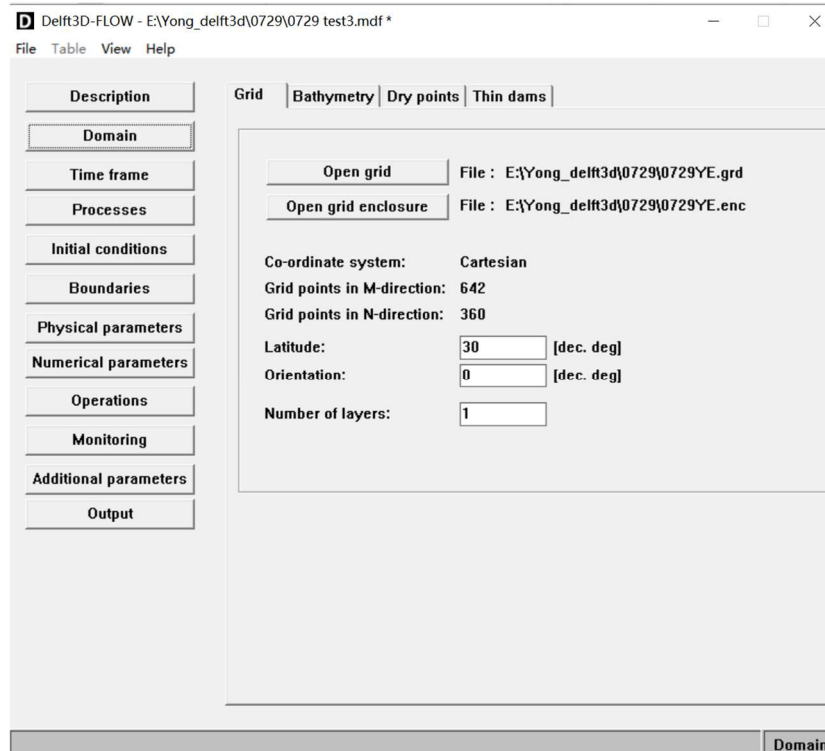 Delft3D-FLOW - E:\Yong_delft3d\0729\0729 test3.mdf *
File Table View Help
Description
Domain
Time frame
Processes
Initial conditions
Boundaries
Physical parameters
Numerical parameters
Operations
Monitoring
Additional parameters
Output
Grid Bathymetry Dry points Thin dams
Open grid File : E:\Yong_delft3d\0729\0729YE.grd
Open grid enclosure File : E:\Yong_delft3d\0729\0729YE.enc
Co-ordinate system: Cartesian
Grid points in M-direction: 642
Grid points in N-direction: 360
Latitude: 30 [dec. deg]
Orientation: 0 [dec. deg]
Number of layers: 1
Domain